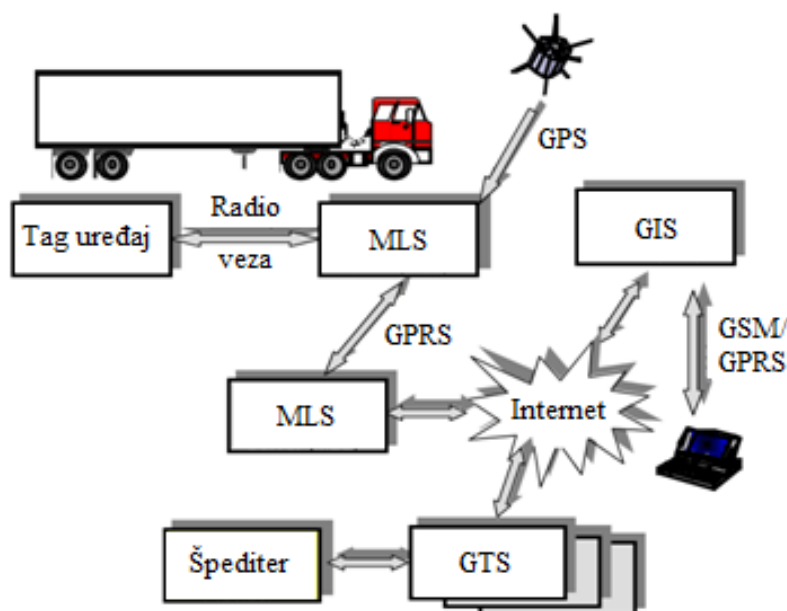 GPS
Radio
veza
Tag uređaj
MLS
GIS
GPRS
GSM/
GPRS
MLS
Internet
Špediter
GTS